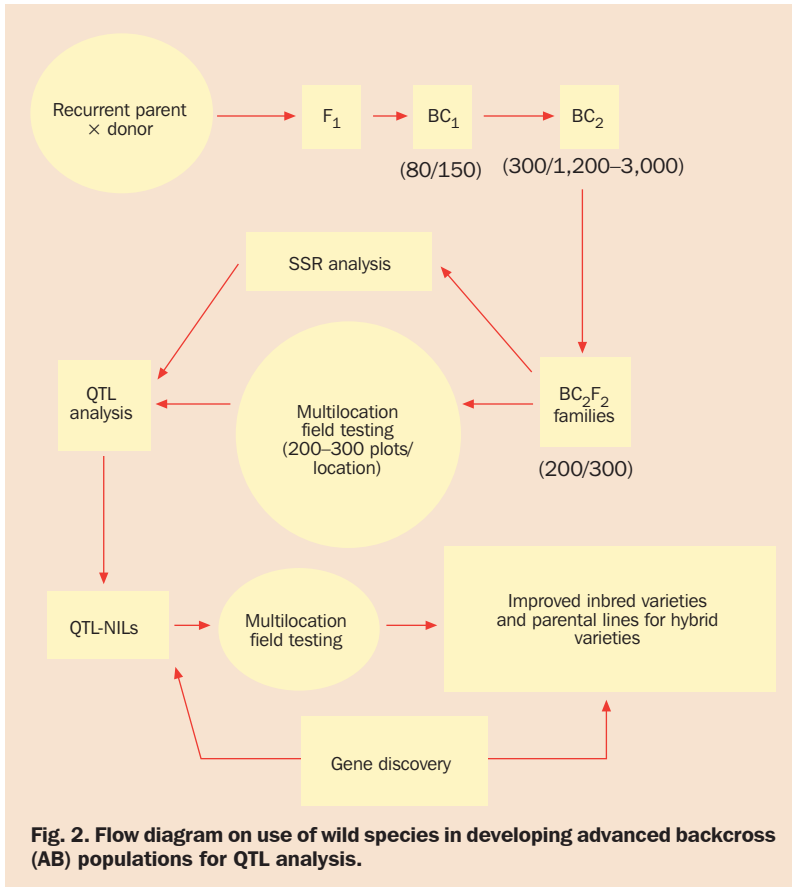 Recurrent parent
× donor
F1
BC1
BC2
(80/150)
(300/1,200–3,000)
SSR analysis
QTL
analysis
Multilocation
field testing
(200–300 plots/
location)
BC2F2
families
(200/300)
QTL-NILs
Multilocation
field testing
Improved inbred varieties
and parental lines for hybrid
varieties
Gene discovery
Fig. 2. Flow diagram on use of wild species in developing advanced backcross
(AB) populations for QTL analysis.